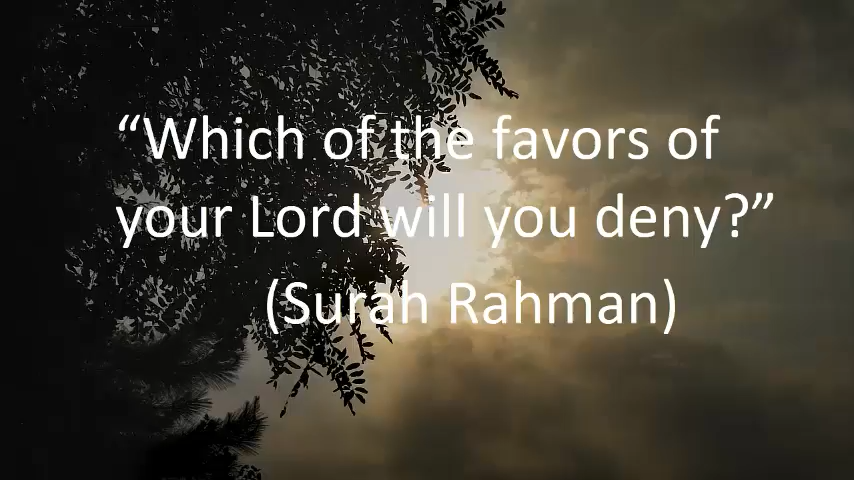 “Which of the favors of
your Lord will you deny?”
(Surah Rahman)